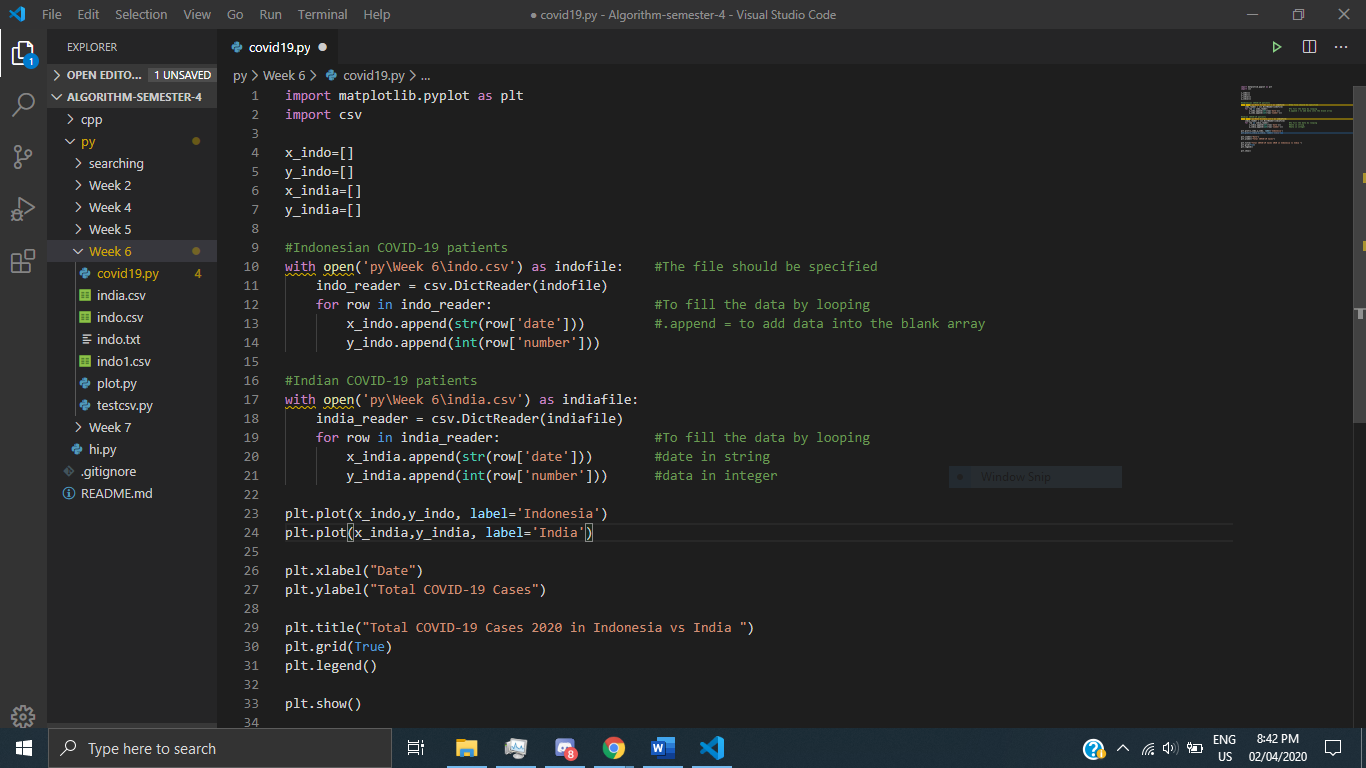 File Edit Selection View Go Run Terminal Help
● covid19.py - Algorithm-semester-4 - Visual Studio Code
EXPLORER
covid19.py
1
OPEN EDITO... 1 UNSAVED
ALGORITHM-SEMESTER-4
cpp
py
searching
Week 2
Week 4
Week 5
Week 6
covid19.py 4
india.csv
indo.csv
indo.txt
indo1.csv
plot.py
testcsv.py
Week 7
hi.py
.gitignore
README.md
py > Week 6 > covid19.py > ...
1 import matplotlib.pyplot as plt
2 import csv
3
4 x_indo=[]
5 y_indo=[]
6 x_india=[]
7 y_india=[]
8
9 #Indonesian COVID-19 patients
10 with open('py\Week 6\indo.csv') as indofile: #The file should be specified
11 indo_reader = csv.DictReader(indofile)
12 for row in indo_reader: #To fill the data by looping
13 x_indo.append(str(row['date'])) #.append = to add data into the blank array
14 y_indo.append(int(row['number']))
15
16 #Indian COVID-19 patients
17 with open('py\Week 6\india.csv') as indiafile:
18 india_reader = csv.DictReader(indiafile)
19 for row in india_reader: #To fill the data by looping
20 x_india.append(str(row['date'])) #date in string
21 y_india.append(int(row['number'])) #data in integer
22
23 plt.plot(x_indo,y_indo, label='Indonesia')
24 plt.plot(x_india,y_india, label='India')
25
26 plt.xlabel("Date")
27 plt.ylabel("Total COVID-19 Cases")
28
29 plt.title("Total COVID-19 Cases 2020 in Indonesia vs India ")
30 plt.grid(True)
31 plt.legend()
32
33 plt.show()
34
Window Snip
Type here to search
8
ENG
US
8:42 PM
02/04/2020